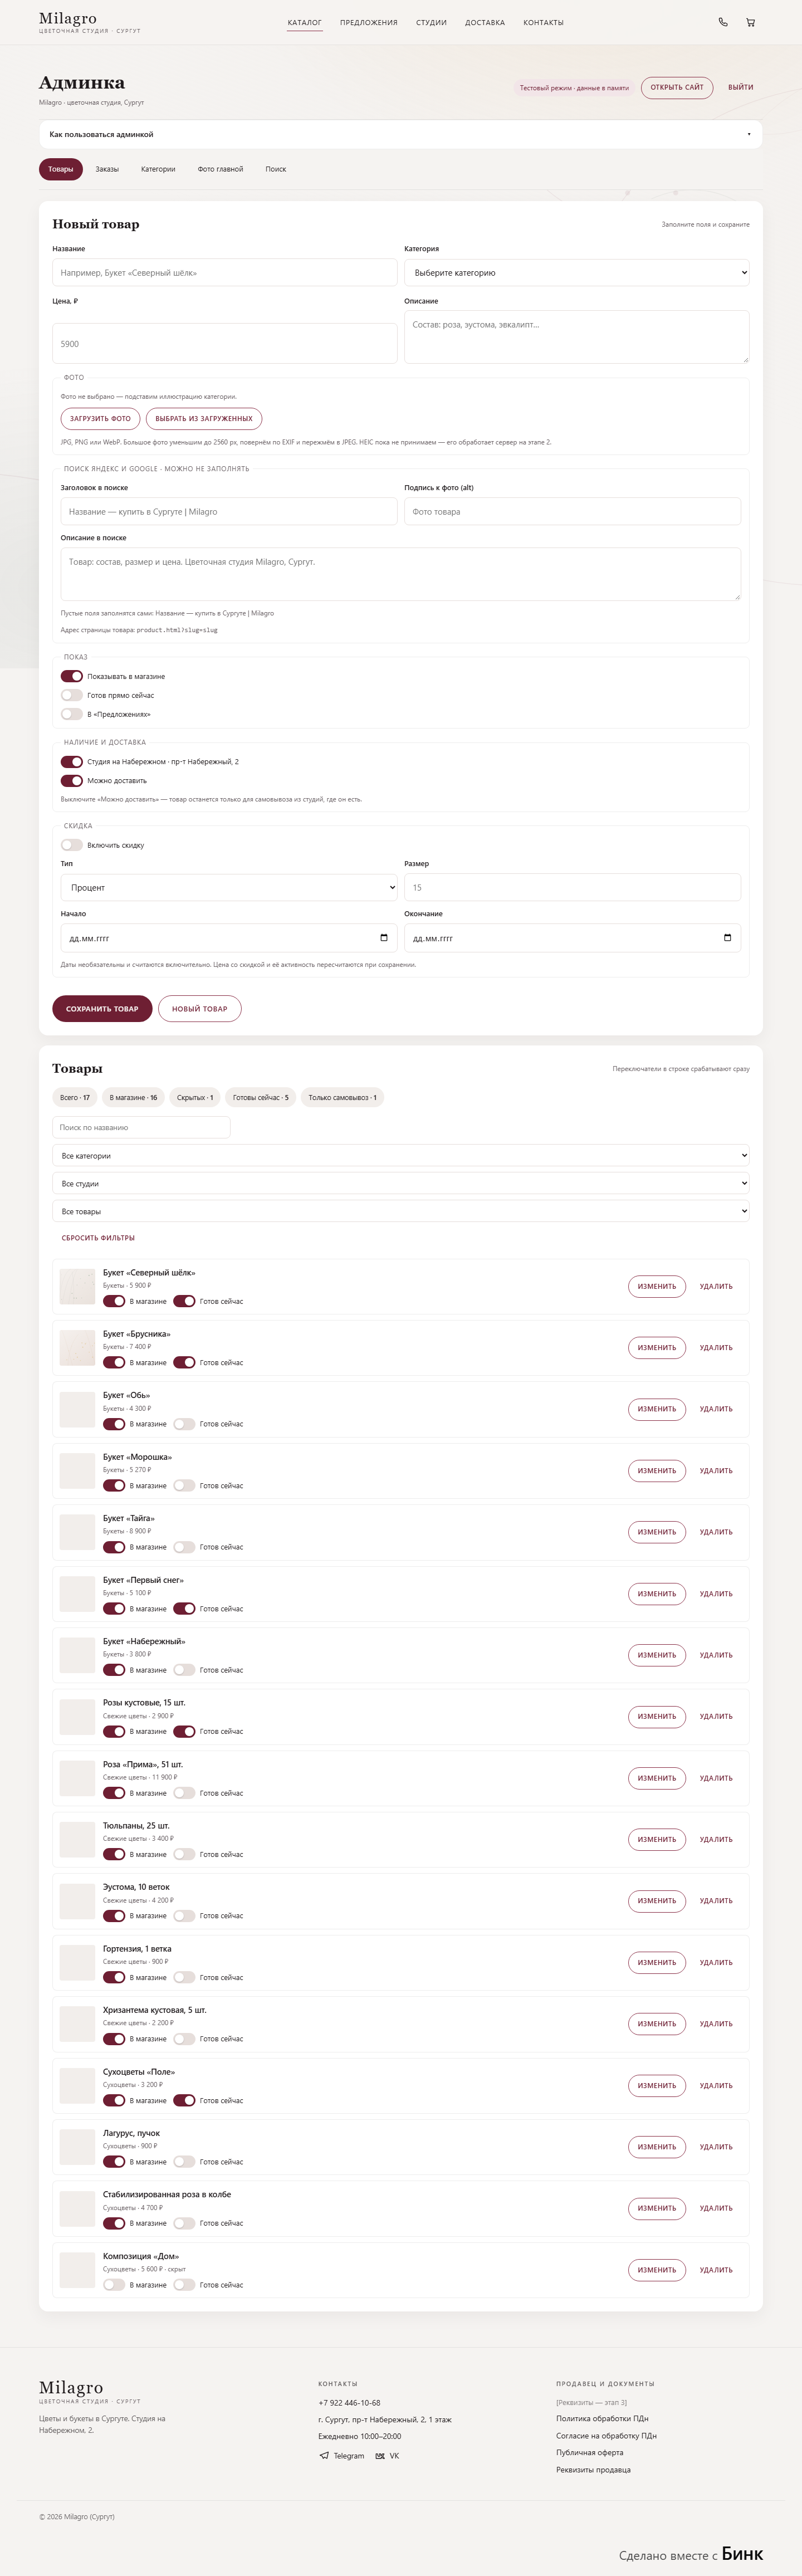 Milagro
ЦВЕТОЧНАЯ СТУДИЯ · СУРГУТ
КАТАЛОГ ПРЕДЛОЖЕНИЯ СТУДИИ ДОСТАВКА КОНТАКТЫ
Админка
Milagro · цветочная студия, Сургут
Тестовый режим · данные в памяти
ОТКРЫТЬ САЙТ
ВЫЙТИ
Как пользоваться админкой
Товары Заказы Категории Фото главной Поиск
Новый товар
Заполните поля и сохраните
Название
Категория
Например, Букет «Северный шёлк»
Выберите категорию
Цена, ₽
Описание
5900
Состав: роза, эустома, эвкалипт…
ФОТО
Фото не выбрано — подставим иллюстрацию категории.
ЗАГРУЗИТЬ ФОТО
ВЫБРАТЬ ИЗ ЗАГРУЖЕННЫХ
JPG, PNG или WebP. Большое фото уменьшим до 2560 px, повернём по EXIF и пережмём в JPEG. HEIC пока не принимаем — его обработает сервер на этапе 2.
ПОИСК ЯНДЕКС И GOOGLE · МОЖНО НЕ ЗАПОЛНЯТЬ
Заголовок в поиске
Подпись к фото (alt)
Название — купить в Сургуте | Milagro
Фото товара
Описание в поиске
Товар: состав, размер и цена. Цветочная студия Milagro, Сургут.
Пустые поля заполнятся сами: Название — купить в Сургуте | Milagro
Адрес страницы товара: product.html?slug=slug
ПОКАЗ
Показывать в магазине
Готов прямо сейчас
В «Предложениях»
НАЛИЧИЕ И ДОСТАВКА
Студия на Набережном · пр-т Набережный, 2
Можно доставить
Выключите «Можно доставить» — товар останется только для самовывоза из студий, где он есть.
СКИДКА
Включить скидку
Тип
Размер
Процент
15
Начало
Окончание
дд.мм.гггг
дд.мм.гггг
Даты необязательны и считаются включительно. Цена со скидкой и её активность пересчитаются при сохранении.
СОХРАНИТЬ ТОВАР
НОВЫЙ ТОВАР
Товары
Переключатели в строке срабатывают сразу
Всего · 17
В магазине · 16
Скрытых · 1
Готовы сейчас · 5
Только самовывоз · 1
Поиск по названию
Все категории
Все студии
Все товары
СБРОСИТЬ ФИЛЬТРЫ
Букет «Северный шёлк»
Букеты · 5 900 ₽
В магазине Готов сейчас
ИЗМЕНИТЬ УДАЛИТЬ
Букет «Брусника»
Букеты · 7 400 ₽
В магазине Готов сейчас
ИЗМЕНИТЬ УДАЛИТЬ
Букет «Обь»
Букеты · 4 300 ₽
В магазине Готов сейчас
ИЗМЕНИТЬ УДАЛИТЬ
Букет «Морошка»
Букеты · 5 270 ₽
В магазине Готов сейчас
ИЗМЕНИТЬ УДАЛИТЬ
Букет «Тайга»
Букеты · 8 900 ₽
В магазине Готов сейчас
ИЗМЕНИТЬ УДАЛИТЬ
Букет «Первый снег»
Букеты · 5 100 ₽
В магазине Готов сейчас
ИЗМЕНИТЬ УДАЛИТЬ
Букет «Набережный»
Букеты · 3 800 ₽
В магазине Готов сейчас
ИЗМЕНИТЬ УДАЛИТЬ
Розы кустовые, 15 шт.
Свежие цветы · 2 900 ₽
В магазине Готов сейчас
ИЗМЕНИТЬ УДАЛИТЬ
Роза «Прима», 51 шт.
Свежие цветы · 11 900 ₽
В магазине Готов сейчас
ИЗМЕНИТЬ УДАЛИТЬ
Тюльпаны, 25 шт.
Свежие цветы · 3 400 ₽
В магазине Готов сейчас
ИЗМЕНИТЬ УДАЛИТЬ
Эустома, 10 веток
Свежие цветы · 4 200 ₽
В магазине Готов сейчас
ИЗМЕНИТЬ УДАЛИТЬ
Гортензия, 1 ветка
Свежие цветы · 900 ₽
В магазине Готов сейчас
ИЗМЕНИТЬ УДАЛИТЬ
Хризантема кустовая, 5 шт.
Свежие цветы · 2 200 ₽
В магазине Готов сейчас
ИЗМЕНИТЬ УДАЛИТЬ
Сухоцветы «Поле»
Сухоцветы · 3 200 ₽
В магазине Готов сейчас
ИЗМЕНИТЬ УДАЛИТЬ
Лагурус, пучок
Сухоцветы · 900 ₽
В магазине Готов сейчас
ИЗМЕНИТЬ УДАЛИТЬ
Стабилизированная роза в колбе
Сухоцветы · 4 700 ₽
В магазине Готов сейчас
ИЗМЕНИТЬ УДАЛИТЬ
Композиция «Дом»
Сухоцветы · 5 600 ₽ · скрыт
В магазине Готов сейчас
ИЗМЕНИТЬ УДАЛИТЬ
Milagro
ЦВЕТОЧНАЯ СТУДИЯ · СУРГУТ
Цветы и букеты в Сургуте. Студия на
Набережном, 2.
КОНТАКТЫ
+7 922 446-10-68
г. Сургут, пр-т Набережный, 2, 1 этаж
Ежедневно 10:00–20:00
Telegram VK
ПРОДАВЕЦ И ДОКУМЕНТЫ
[Реквизиты — этап 3]
Политика обработки ПДн
Согласие на обработку ПДн
Публичная оферта
Реквизиты продавца
© 2026 Milagro (Сургут)
Сделано вместе с Бинк